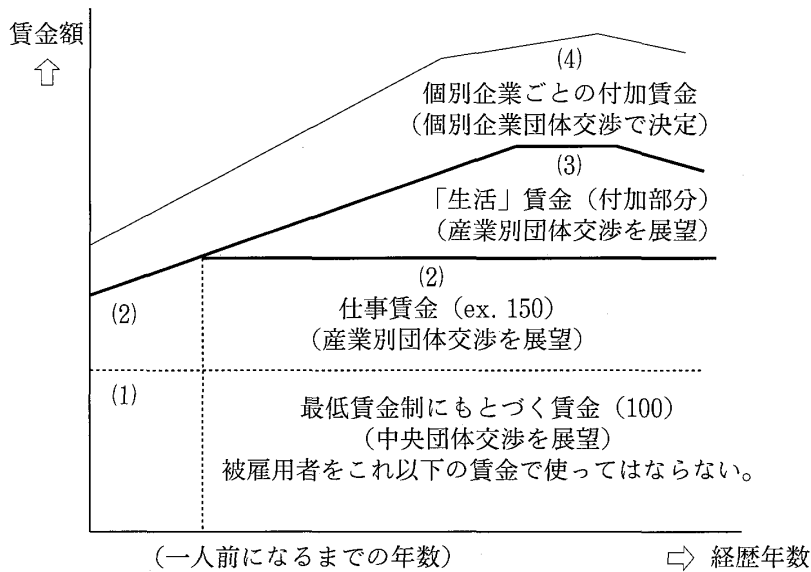 賃金額
(4)
個別企業ごとの付加賃金
(個別企業団体交渉で決定)
(3)
「生活」賃金(付加部分)
(産業別団体交渉を展望)
(2)
(2)
仕事賃金(ex. 150)
(産業別団体交渉を展望)
(1)
最低賃金制にもとづく賃金(100)
(中央団体交渉を展望)
被雇用者をこれ以下の賃金で使ってはならない。
(一人前になるまでの年数)
経歴年数